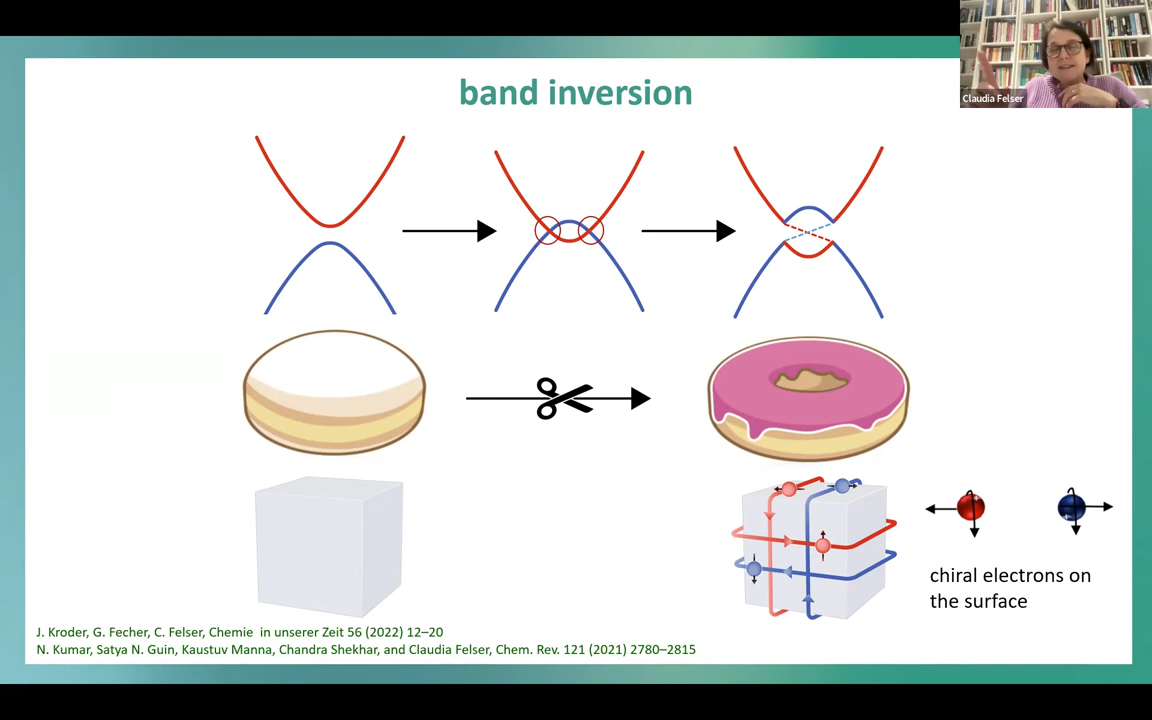 band inversion
Claudia Felser
chiral electrons on
the surface
J. Kroder, G. Fecher, C. Felser, Chemie in unserer Zeit 56 (2022) 12–20
N. Kumar, Satya N. Guin, Kaustuv Manna, Chandra Shekhar, and Claudia Felser, Chem. Rev. 121 (2021) 2780–2815